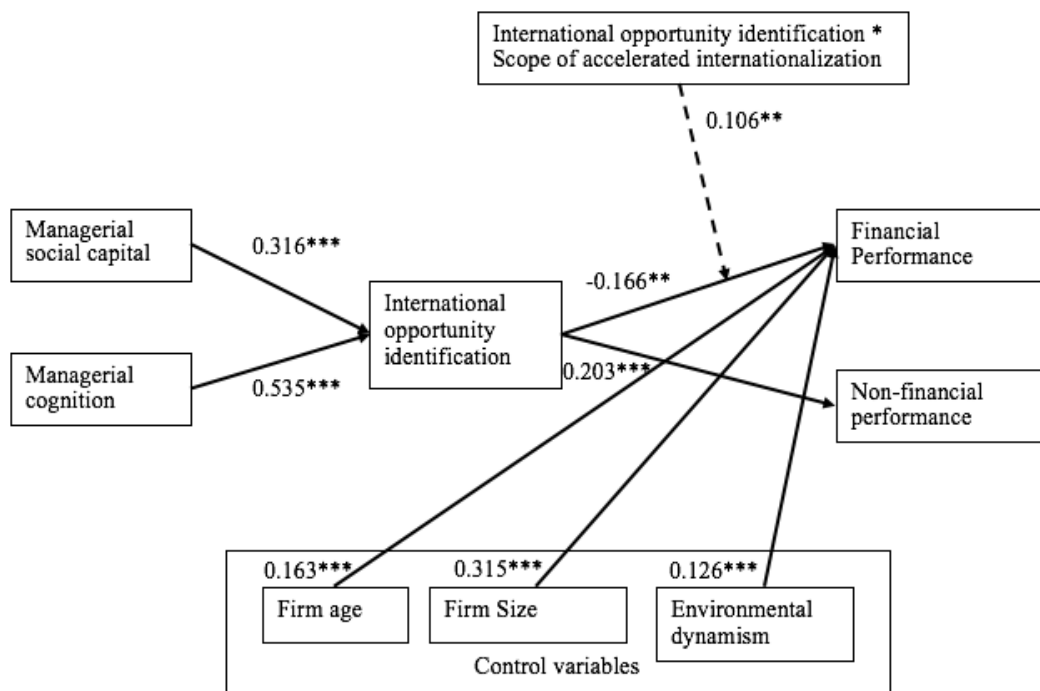 International opportunity identification *
Scope of accelerated internationalization
0.106**
Managerial
social capital
0.316***
Financial
Performance
-0.166**
International
opportunity
identification
Managerial
cognition
0.535***
0.203***
Non-financial
performance
0.163***
0.315***
0.126***
Firm age
Firm Size
Environmental
dynamism
Control variables